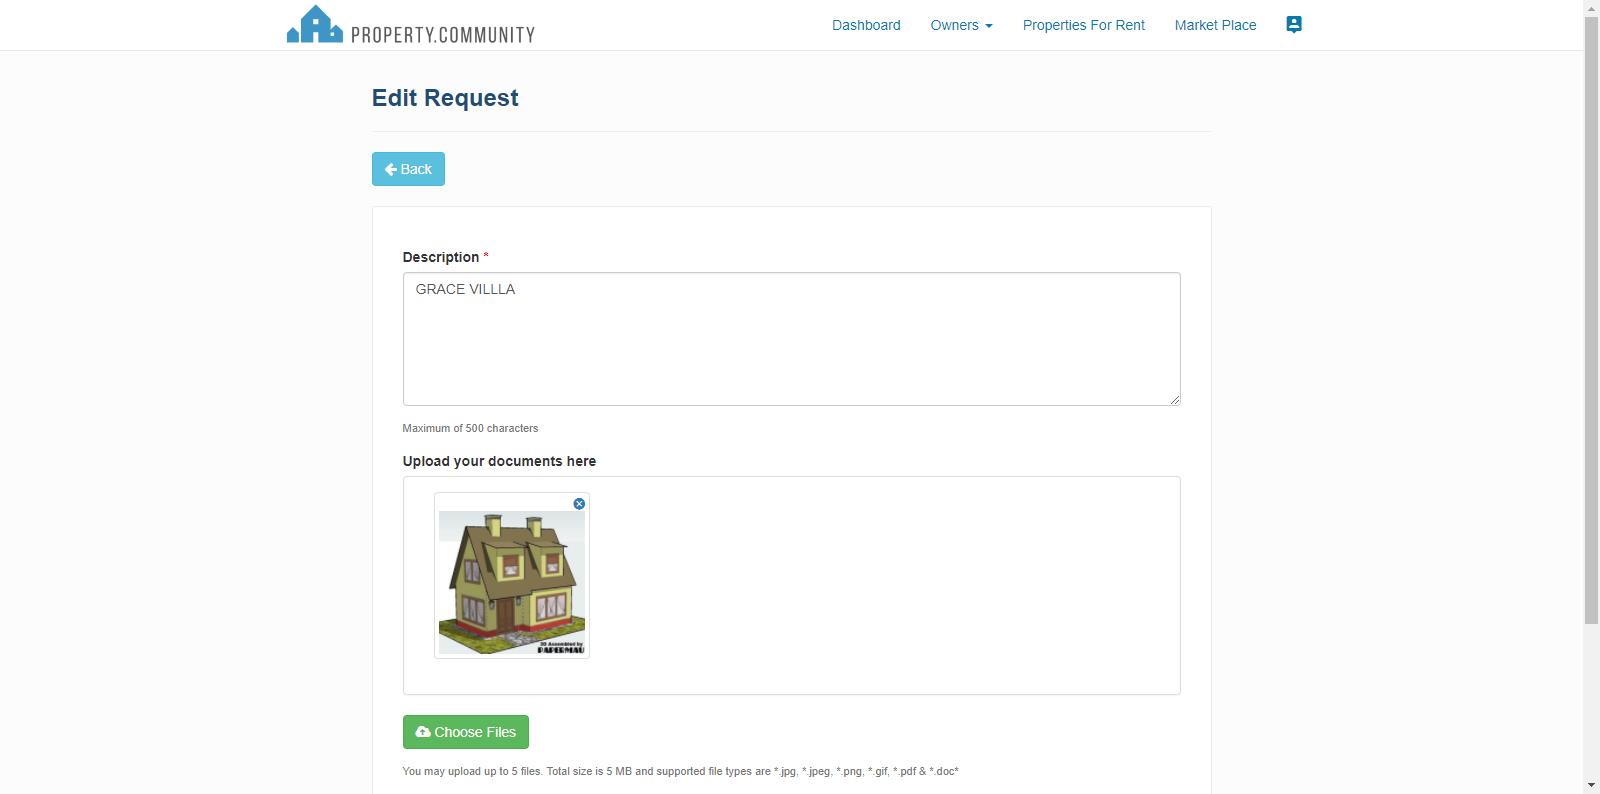 PROPERTY.COMMUNITY
Dashboard Owners Properties For Rent Market Place
Edit Request
Back
Description *
GRACE VILLLA
Maximum of 500 characters
Upload your documents here
3D Assembled by
PAPERMAU
Choose Files
You may upload up to 5 files. Total size is 5 MB and supported file types are *.jpg, *.jpeg, *.png, *.gif, *.pdf & *.doc*